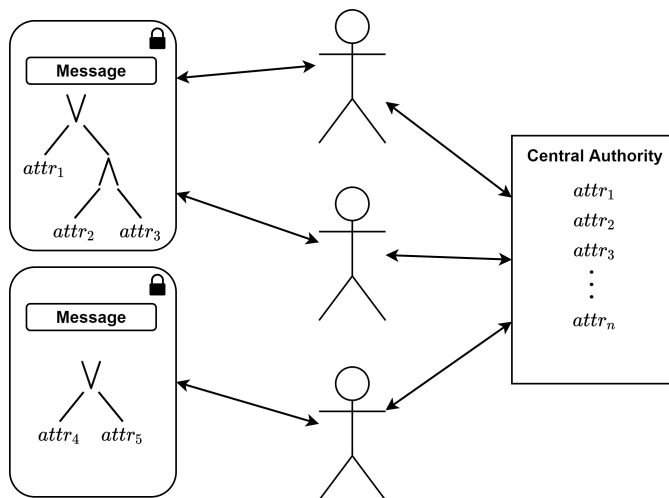 Message
∨
attr₁
∧
attr₂ attr₃
Message
∨
attr₄ attr₅
Central Authority
attr₁
attr₂
attr₃
⋮
attrₙ